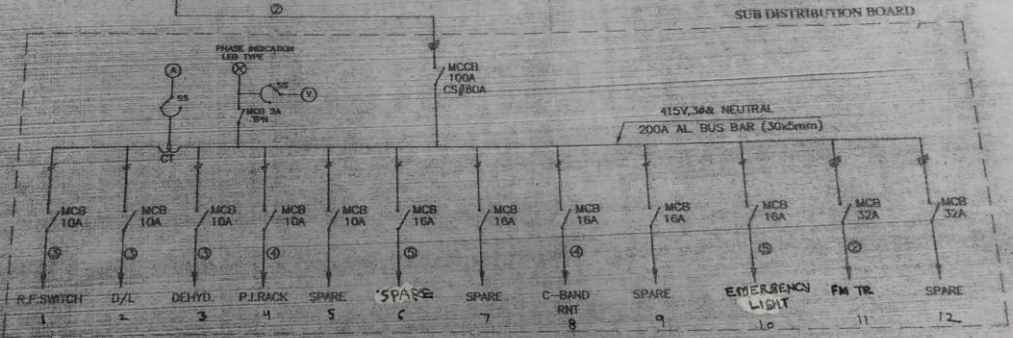 ②
SUB DISTRIBUTION BOARD
PHASE INDICATION
LED TYPE
A
SS
SS
V
MCB 2A
TPN
MCCB
100A
CS//80A
415V,3Ø& NEUTRAL
200A AL. BUS BAR (30x5mm)
CT
MCB
10A
MCB
10A
MCB
10A
MCB
10A
MCB
10A
MCB
16A
MCB
16A
MCB
16A
MCB
16A
MCB
16A
MCB
32A
MCB
32A
③
③
③
④
⑤
④
⑤
②
R.F.SWITCH
D/L
DEHYD.
P.I.RACK
SPARE
SPARE
SPARE
C-BAND
RNT
SPARE
EMERGENCY
LIGHT
FM TR
SPARE
1
2
3
4
5
6
7
8
9
10
11
12